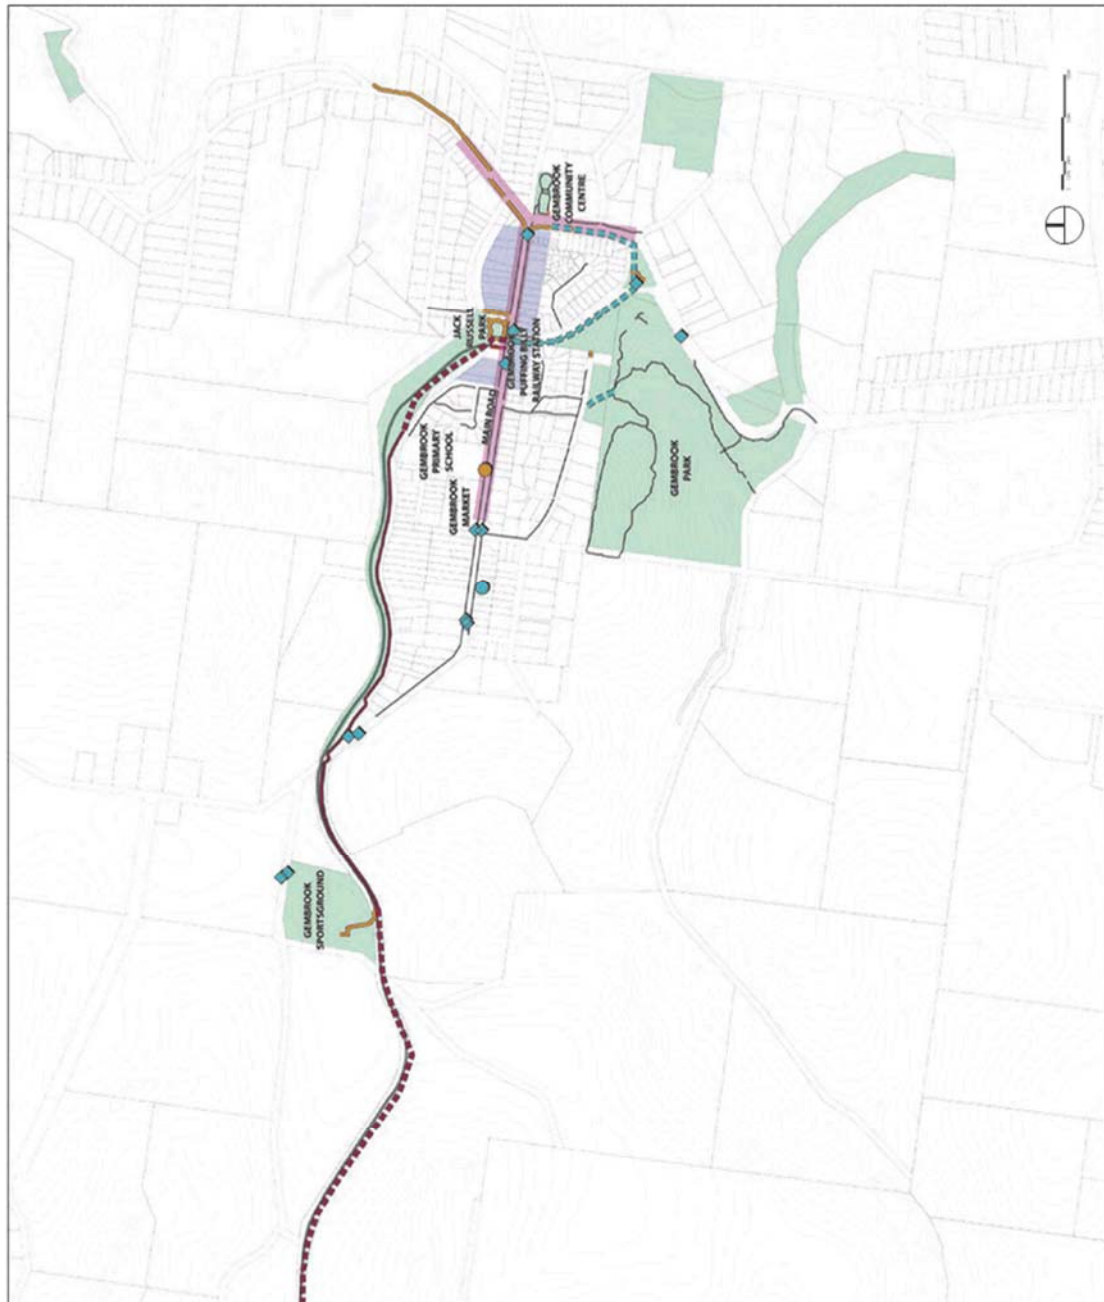 GEMBROOK
SPORTSGROUND
GEMBROOK
PRIMARY
SCHOOL
GEMBROOK
MARKET
MAIN ROAD
JACK
RUSSELL
PARK
GEMBROOK
PUFFING BILLY
RAILWAY STATION
GEMBROOK
COMMUNITY
CENTRE
GEMBROOK
PARK